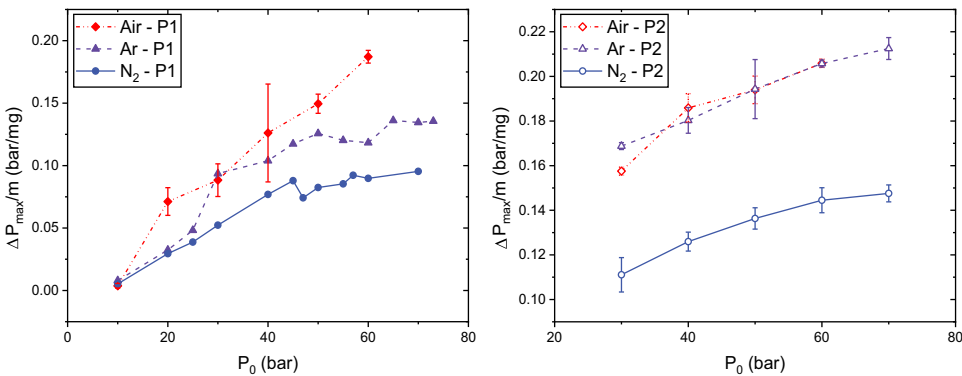 Air - P1
Ar - P1
N₂ - P1
0.20
0.15
0.10
0.05
0.00
ΔP_max/m (bar/mg)
0 20 40 60 80
P₀ (bar)
Air - P2
Ar - P2
N₂ - P2
0.22
0.20
0.18
0.16
0.14
0.12
0.10
ΔP_max/m (bar/mg)
20 40 60 80
P₀ (bar)